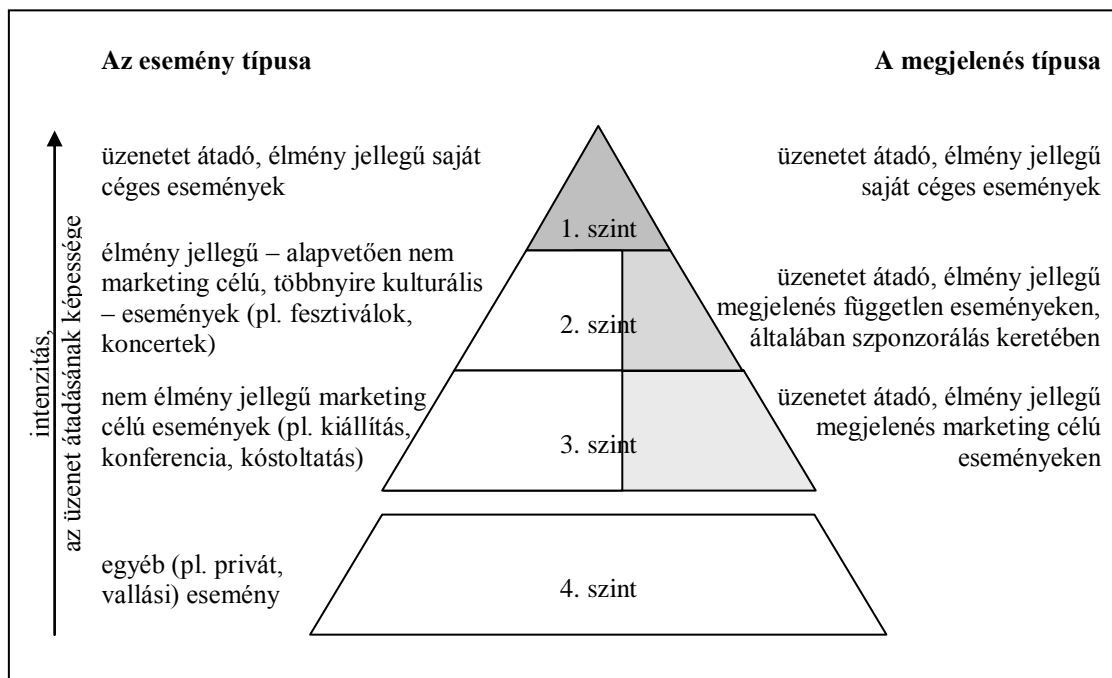 Az esemény típusa
A megjelenés típusa
intenzitás,
az üzenet átadásának képessége
üzenetet átadó, élmény jellegű saját
céges események
1. szint
üzenetet átadó, élmény jellegű
saját céges események
élmény jellegű – alapvetően nem
marketing célú, többnyire kulturális
– események (pl. fesztiválok,
koncertek)
2. szint
üzenetet átadó, élmény jellegű
megjelenés független eseményeken,
általában szponzorálás keretében
nem élmény jellegű marketing
célú események (pl. kiállítás,
konferencia, kóstoltatás)
3. szint
üzenetet átadó, élmény jellegű
megjelenés marketing célú
eseményeken
egyéb (pl. privát,
vallási) esemény
4. szint